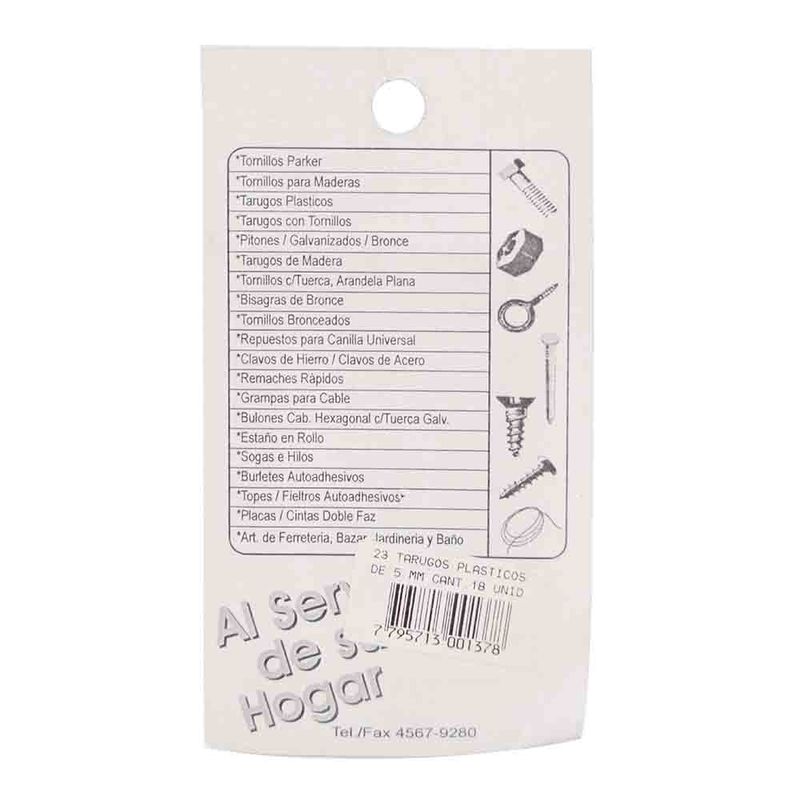 *Tornillos Parker
*Tornillos para Maderas
*Tarugos Plasticos
*Tarugos con Tornillos
*Pitones / Galvanizados / Bronce
*Tarugos de Madera
*Tornillos c/Tuerca, Arandela Plana
*Bisagras de Bronce
*Tornillos Bronceados
*Repuestos para Canilla Universal
*Clavos de Hierro / Clavos de Acero
*Remaches Ràpidos
*Grampas para Cable
*Bulones Cab. Hexagonal c/Tuerca Galv.
*Estaño en Rollo
*Sogas e Hilos
*Burletes Autoadhesivos
*Topes / Fieltros Autoadhesivos*
*Placas / Cintas Doble Faz
*Art. de Ferreteria, Bazar, Jardineria y Baño
23 TARUGOS PLASTICOS
DE 5 MM CANT 18 UNID
7 795713 001378
Al
de
Hogar
Tel./Fax 4567-9280